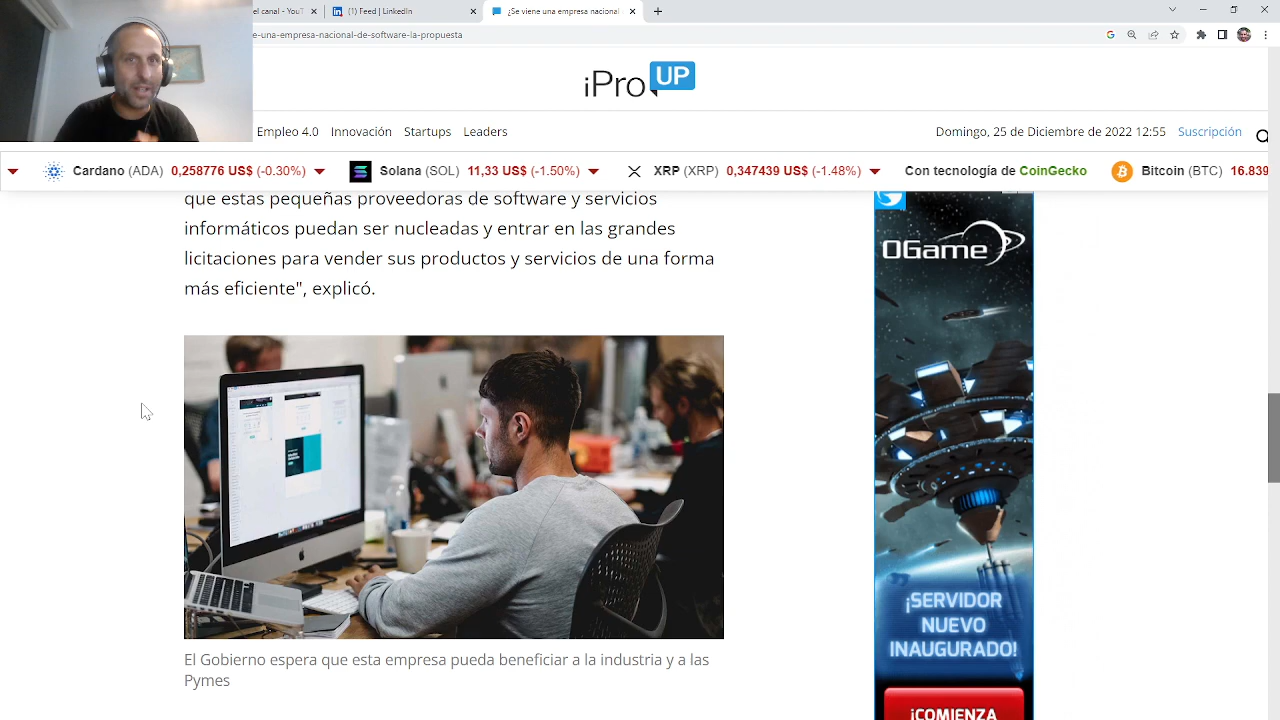 el canal - YouT
(1) Feed | LinkedIn
¿Se viene una empresa nacional
e-una-empresa-nacional-de-software-la-propuesta
iPro UP
Empleo 4.0 Innovación Startups Leaders
Domingo, 25 de Diciembre de 2022 12:55 Suscripción
Cardano (ADA) 0,258776 US$ (-0.30%) Solana (SOL) 11,33 US$ (-1.50%) XRP (XRP) 0,347439 US$ (-1.48%) Con tecnología de CoinGecko Bitcoin (BTC) 16.839
que estas pequeñas proveedoras de software y servicios
informáticos puedan ser nucleadas y entrar en las grandes
licitaciones para vender sus productos y servicios de una forma
más eficiente", explicó.
El Gobierno espera que esta empresa pueda beneficiar a la industria y a las
Pymes
OGame
¡SERVIDOR
NUEVO
INAUGURADO!
¡COMIENZA